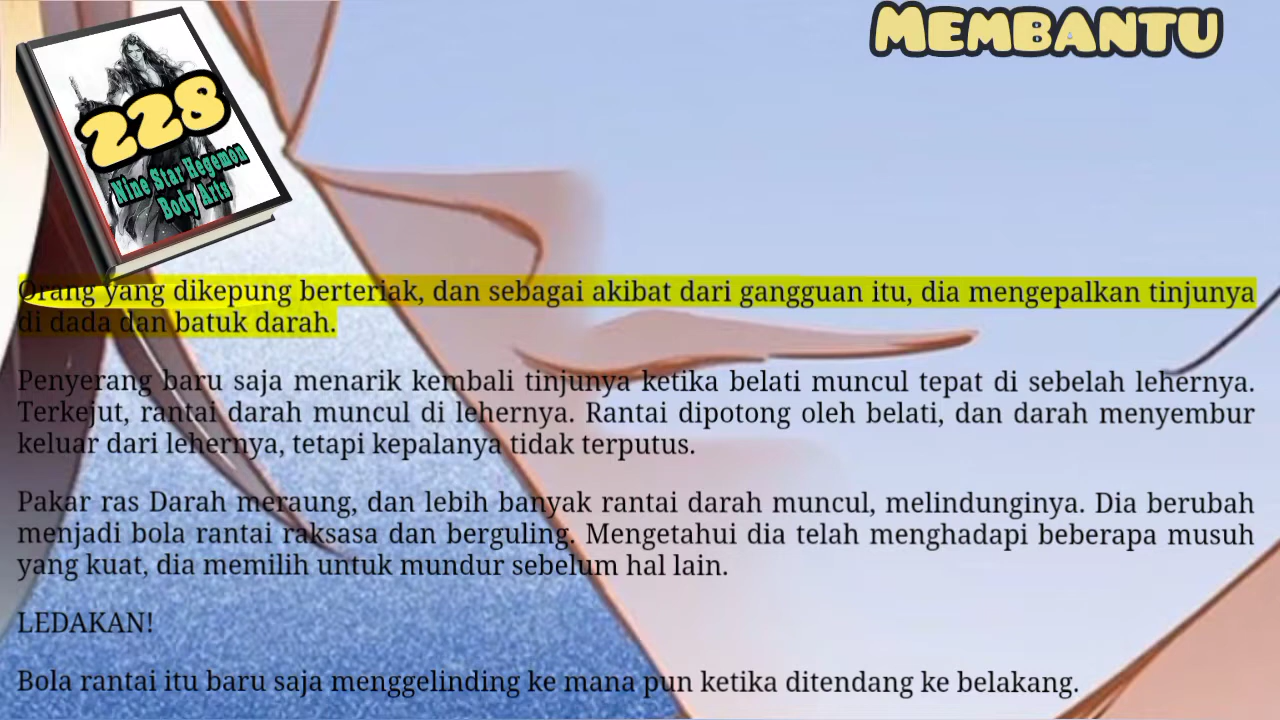 MEMBANTU
228
Nine Star Hegemon
Body Arts
Orang yang dikepung berteriak, dan sebagai akibat dari gangguan itu, dia mengepalkan tinjunya
di dada dan batuk darah.
Penyerang baru saja menarik kembali tinjunya ketika belati muncul tepat di sebelah lehernya.
Terkejut, rantai darah muncul di lehernya. Rantai dipotong oleh belati, dan darah menyembur
keluar dari lehernya, tetapi kepalanya tidak terputus.
Pakar ras Darah meraung, dan lebih banyak rantai darah muncul, melindunginya. Dia berubah
menjadi bola rantai raksasa dan berguling. Mengetahui dia telah menghadapi beberapa musuh
yang kuat, dia memilih untuk mundur sebelum hal lain.
LEDAKAN!
Bola rantai itu baru saja menggelinding ke mana pun ketika ditendang ke belakang.